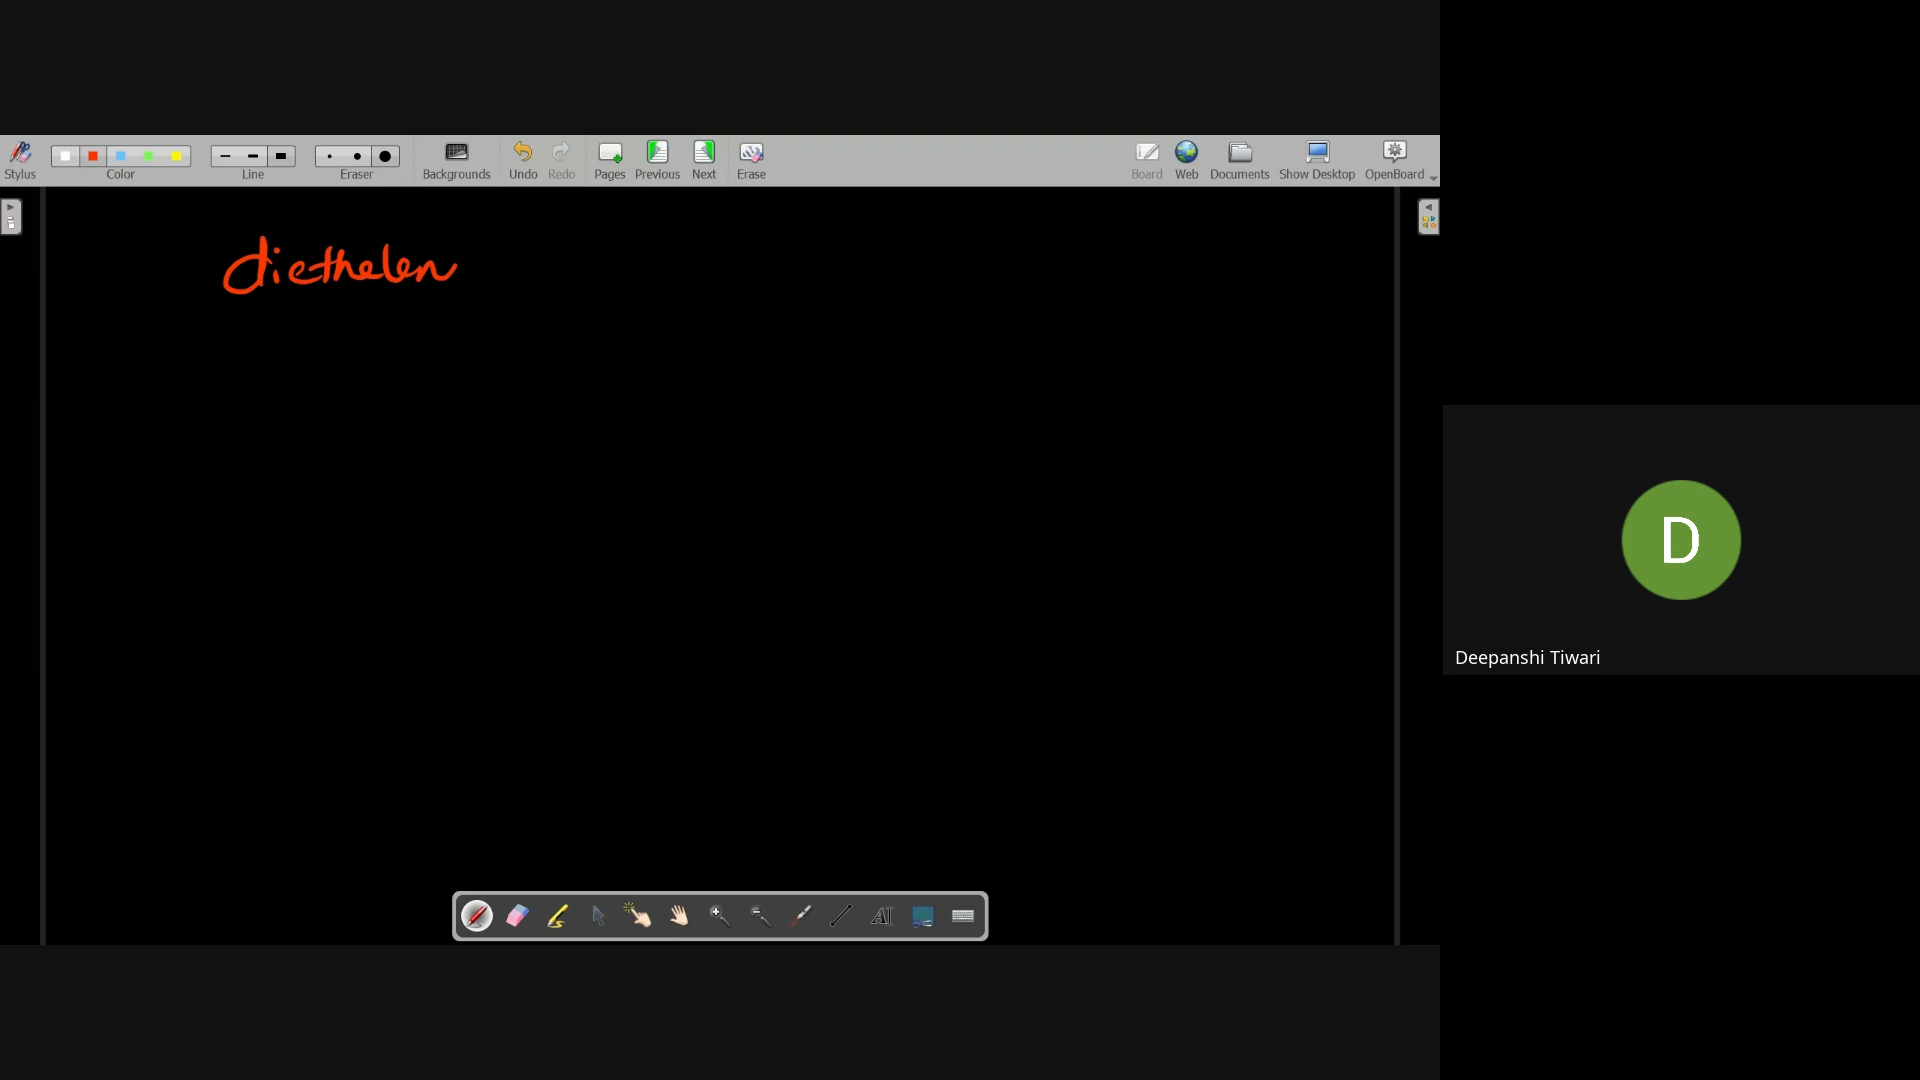 Stylus
Color
Line
Eraser
Backgrounds
Undo
Redo
Pages
Previous
Next
Erase
Board
Web
Documents
Show Desktop
OpenBoard
diethelen
D
Deepanshi Tiwari